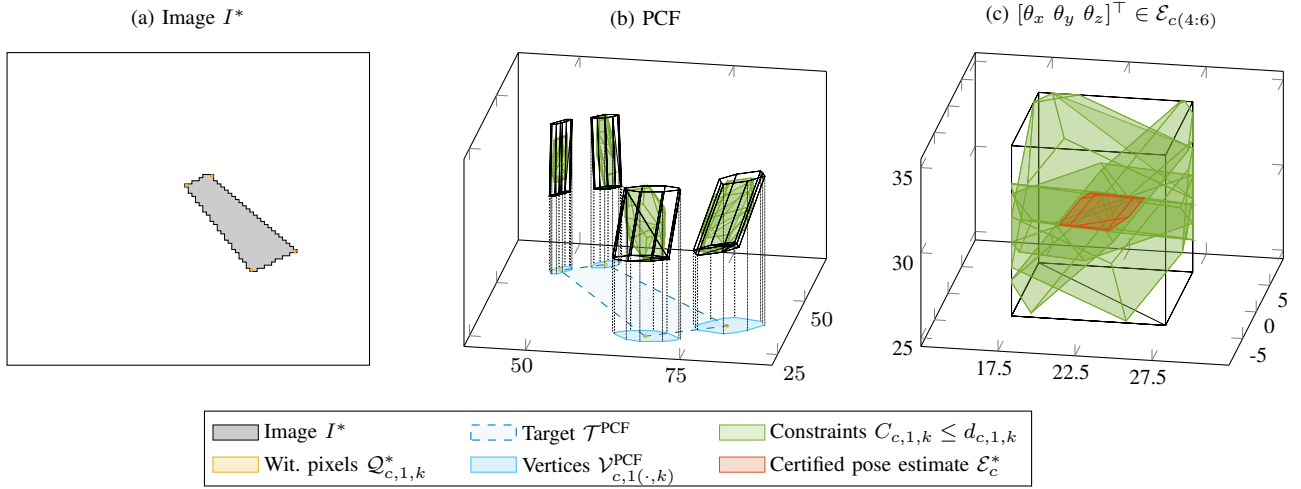 (a) Image I*
(b) PCF
(c) [θx θy θz]⊤ ∈ ℰc(4:6)
50
75
25
50
25
30
35
17.5
22.5
27.5
-5
0
5
Image I*
Target 𝒯PCF
Constraints Cc,1,k ≤ dc,1,k
Wit. pixels 𝒬*c,1,k
Vertices 𝒱PCFc,1(·,k)
Certified pose estimate ℰ*c